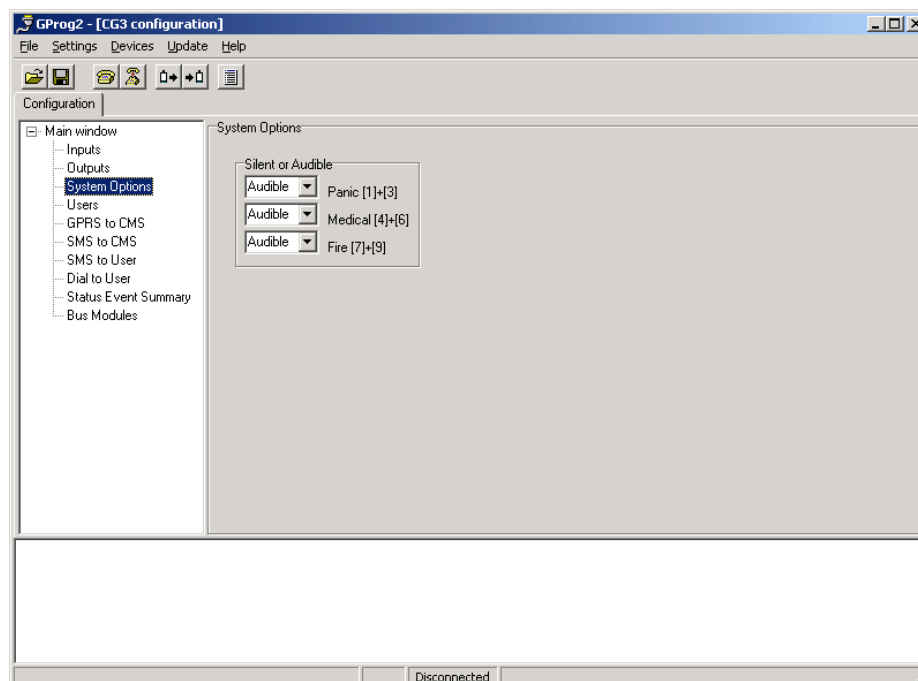 GProg2 - [CG3 configuration]
File Settings Devices Update Help
Configuration
Main window
Inputs
Outputs
System Options
Users
GPRS to CMS
SMS to CMS
SMS to User
Dial to User
Status Event Summary
Bus Modules
System Options
Silent or Audible
Audible Panic [1]+[3]
Audible Medical [4]+[6]
Audible Fire [7]+[9]
Disconnected